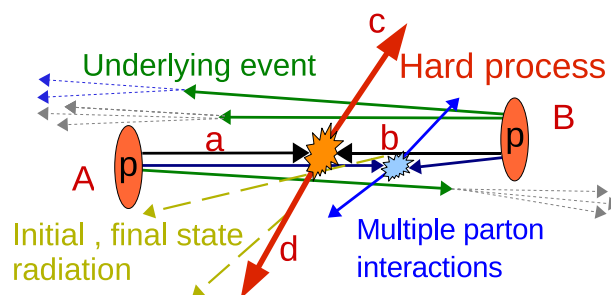 c
Underlying event
Hard process
a
b
B
p
p
A
Initial , final state
radiation
d
Multiple parton
interactions